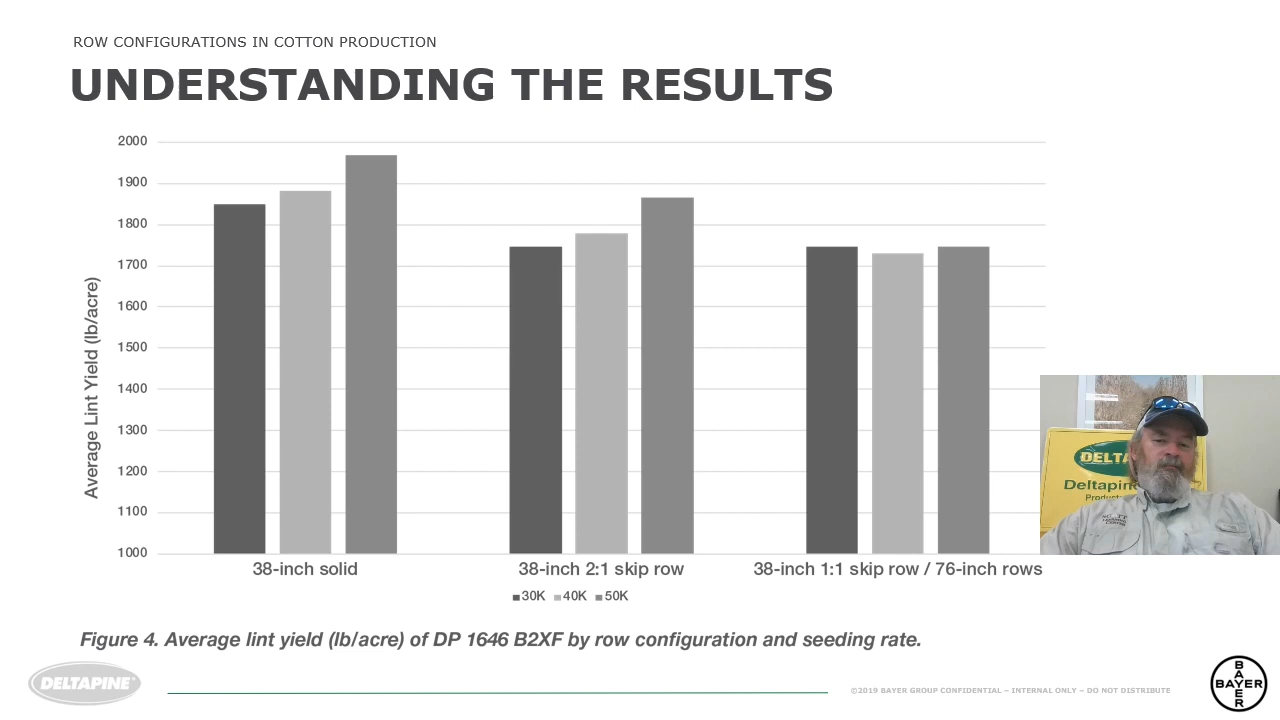 ROW CONFIGURATIONS IN COTTON PRODUCTION
UNDERSTANDING THE RESULTS
Average Lint Yield (lb/acre)
2000
1900
1800
1700
1600
1500
1400
1300
1200
1100
1000
38-inch solid
38-inch 2:1 skip row
38-inch 1:1 skip row / 76-inch rows
30K 40K 50K
Figure 4. Average lint yield (lb/acre) of DP 1646 B2XF by row configuration and seeding rate.
DELTAPINE®
©2019 BAYER GROUP CONFIDENTIAL – INTERNAL ONLY – DO NOT DISTRIBUTE
BAYER
BAYER